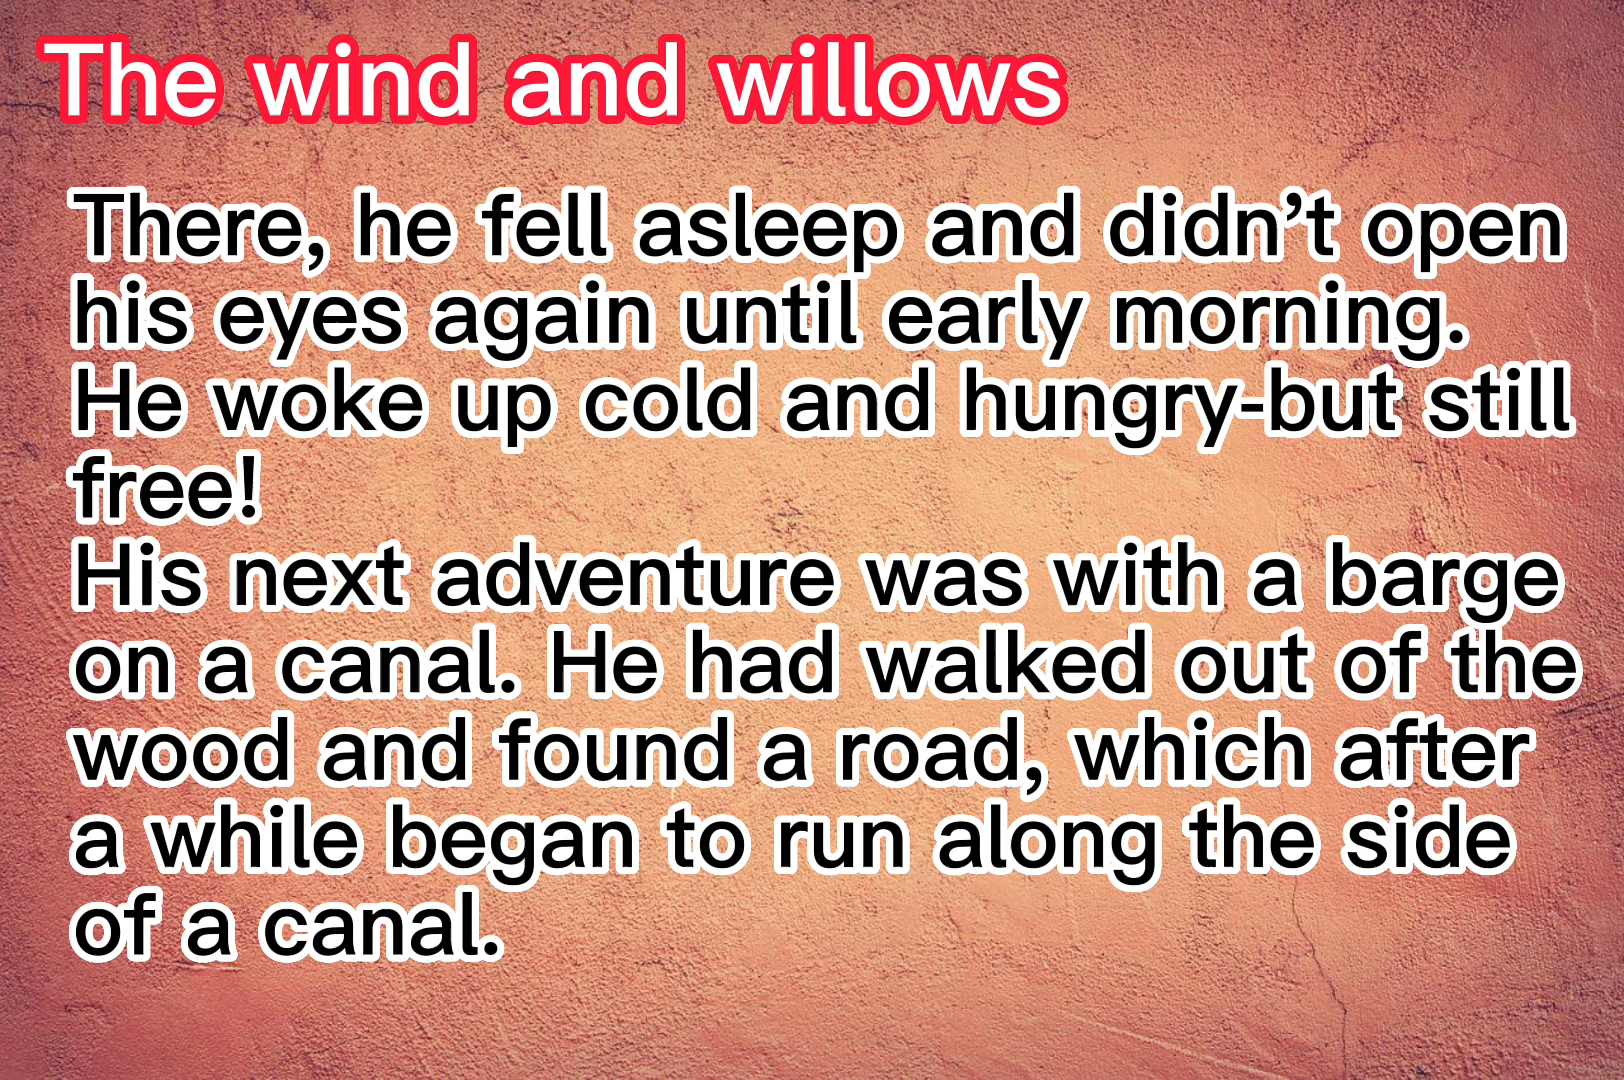 The wind and willows
There, he fell asleep and didn’t open
his eyes again until early morning.
He woke up cold and hungry-but still
free!
His next adventure was with a barge
on a canal. He had walked out of the
wood and found a road, which after
a while began to run along the side
of a canal.